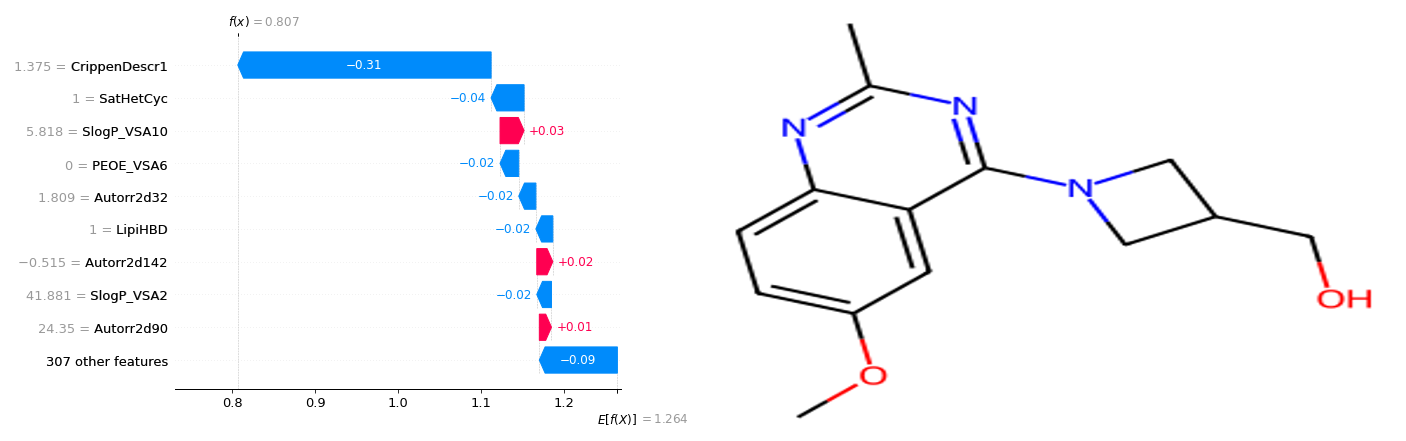 f(x) = 0.807
1.375 = CrippenDescr1
−0.31
1 = SatHetCyc
−0.04
5.818 = SlogP_VSA10
+0.03
0 = PEOE_VSA6
−0.02
1.809 = Autorr2d32
−0.02
1 = LipiHBD
−0.02
−0.515 = Autorr2d142
+0.02
41.881 = SlogP_VSA2
−0.02
24.35 = Autorr2d90
+0.01
307 other features
−0.09
0.8 0.9 1.0 1.1 1.2
E[f(X)] = 1.264
N
N
N
OH
O